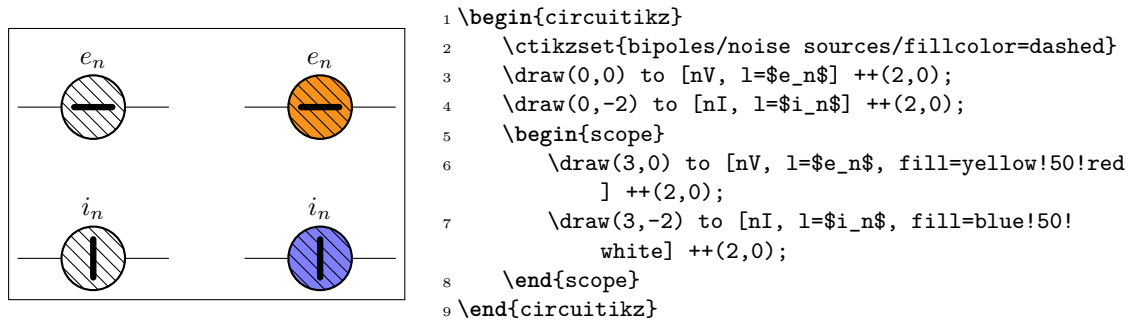 e_n e_n
i_n i_n
1 \begin{circuitikz}
2 \ctikzset{bipoles/noise sources/fillcolor=dashed}
3 \draw(0,0) to [nV, l=$e_n$] ++(2,0);
4 \draw(0,-2) to [nI, l=$i_n$] ++(2,0);
5 \begin{scope}
6 \draw(3,0) to [nV, l=$e_n$, fill=yellow!50!red
] ++(2,0);
7 \draw(3,-2) to [nI, l=$i_n$, fill=blue!50!
white] ++(2,0);
8 \end{scope}
9 \end{circuitikz}